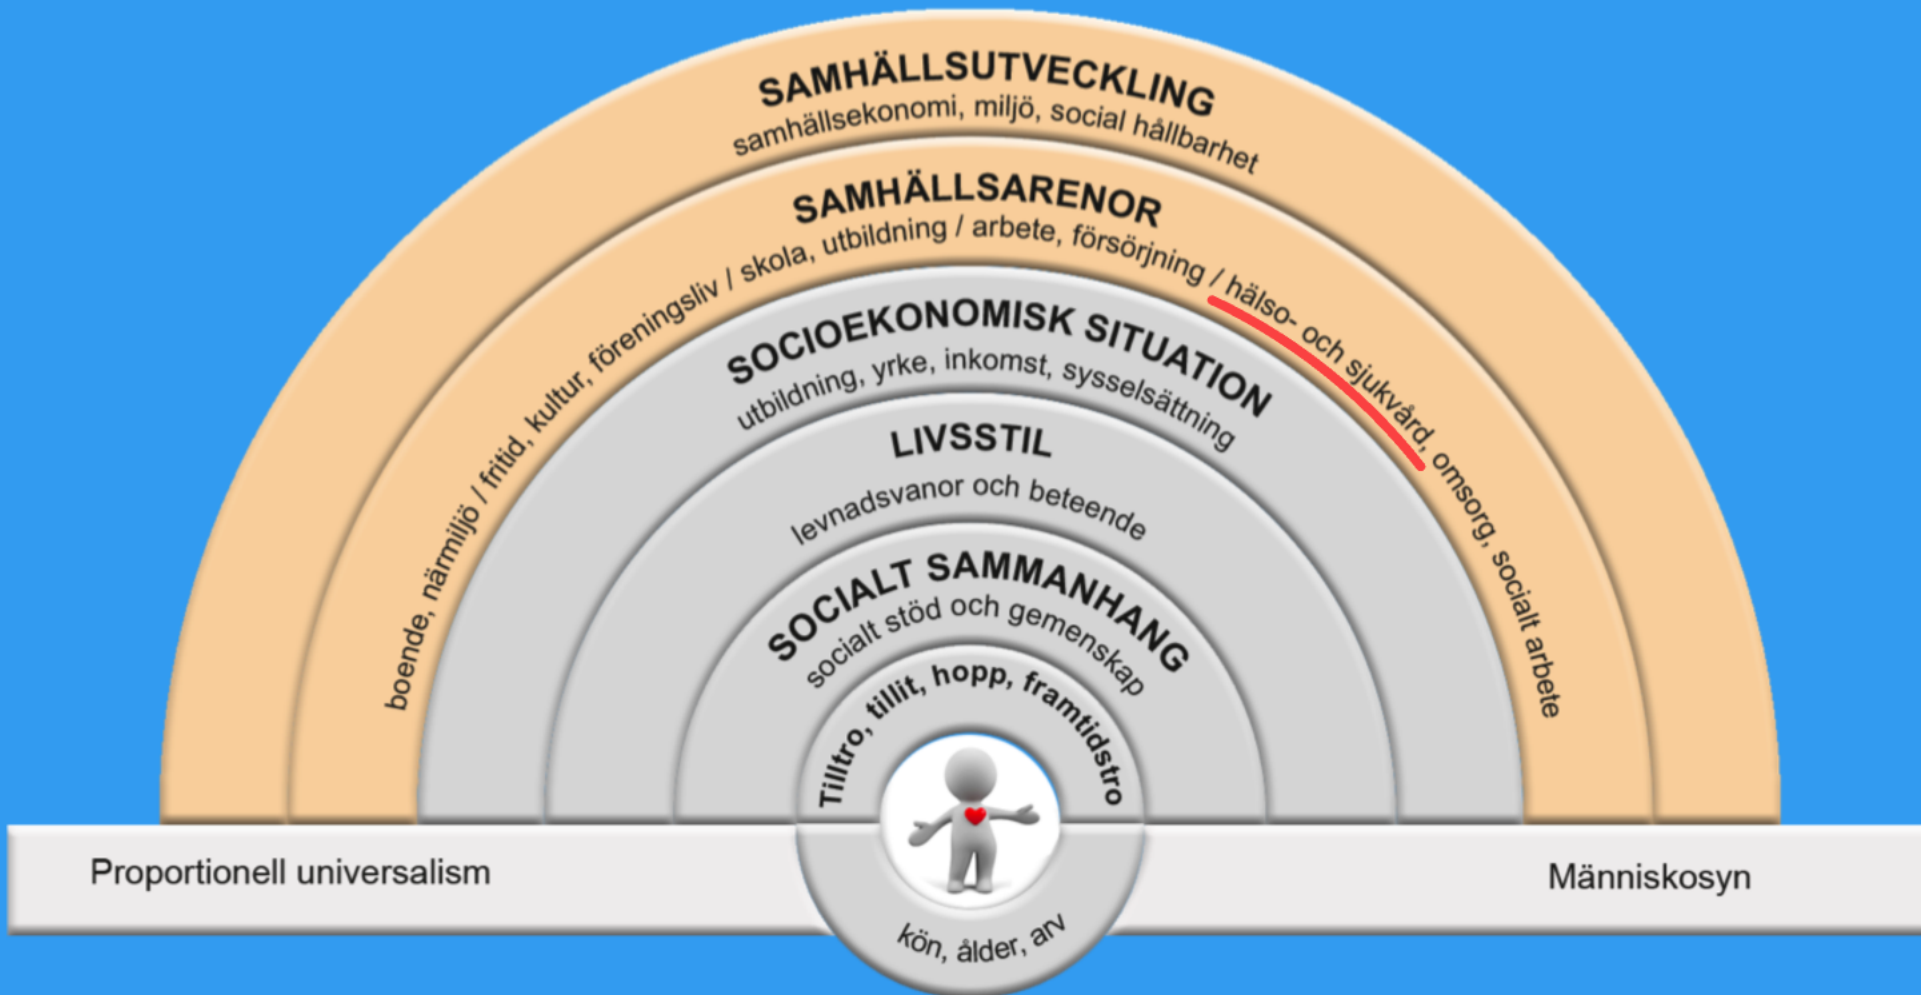 SAMHÄLLSUTVECKLING
samhällsekonomi, miljö, social hållbarhet
SAMHÄLLSARENOR
boende, närmiljö / fritid, kultur, föreningsliv / skola, utbildning / arbete, försörjning / hälso- och sjukvård, omsorg, socialt arbete
SOCIOEKONOMISK SITUATION
utbildning, yrke, inkomst, sysselsättning
LIVSSTIL
levnadsvanor och beteende
SOCIALT SAMMANHANG
socialt stöd och gemenskap
Tilltro, tillit, hopp, framtidstro
Proportionell universalism
Människosyn
kön, ålder, arv